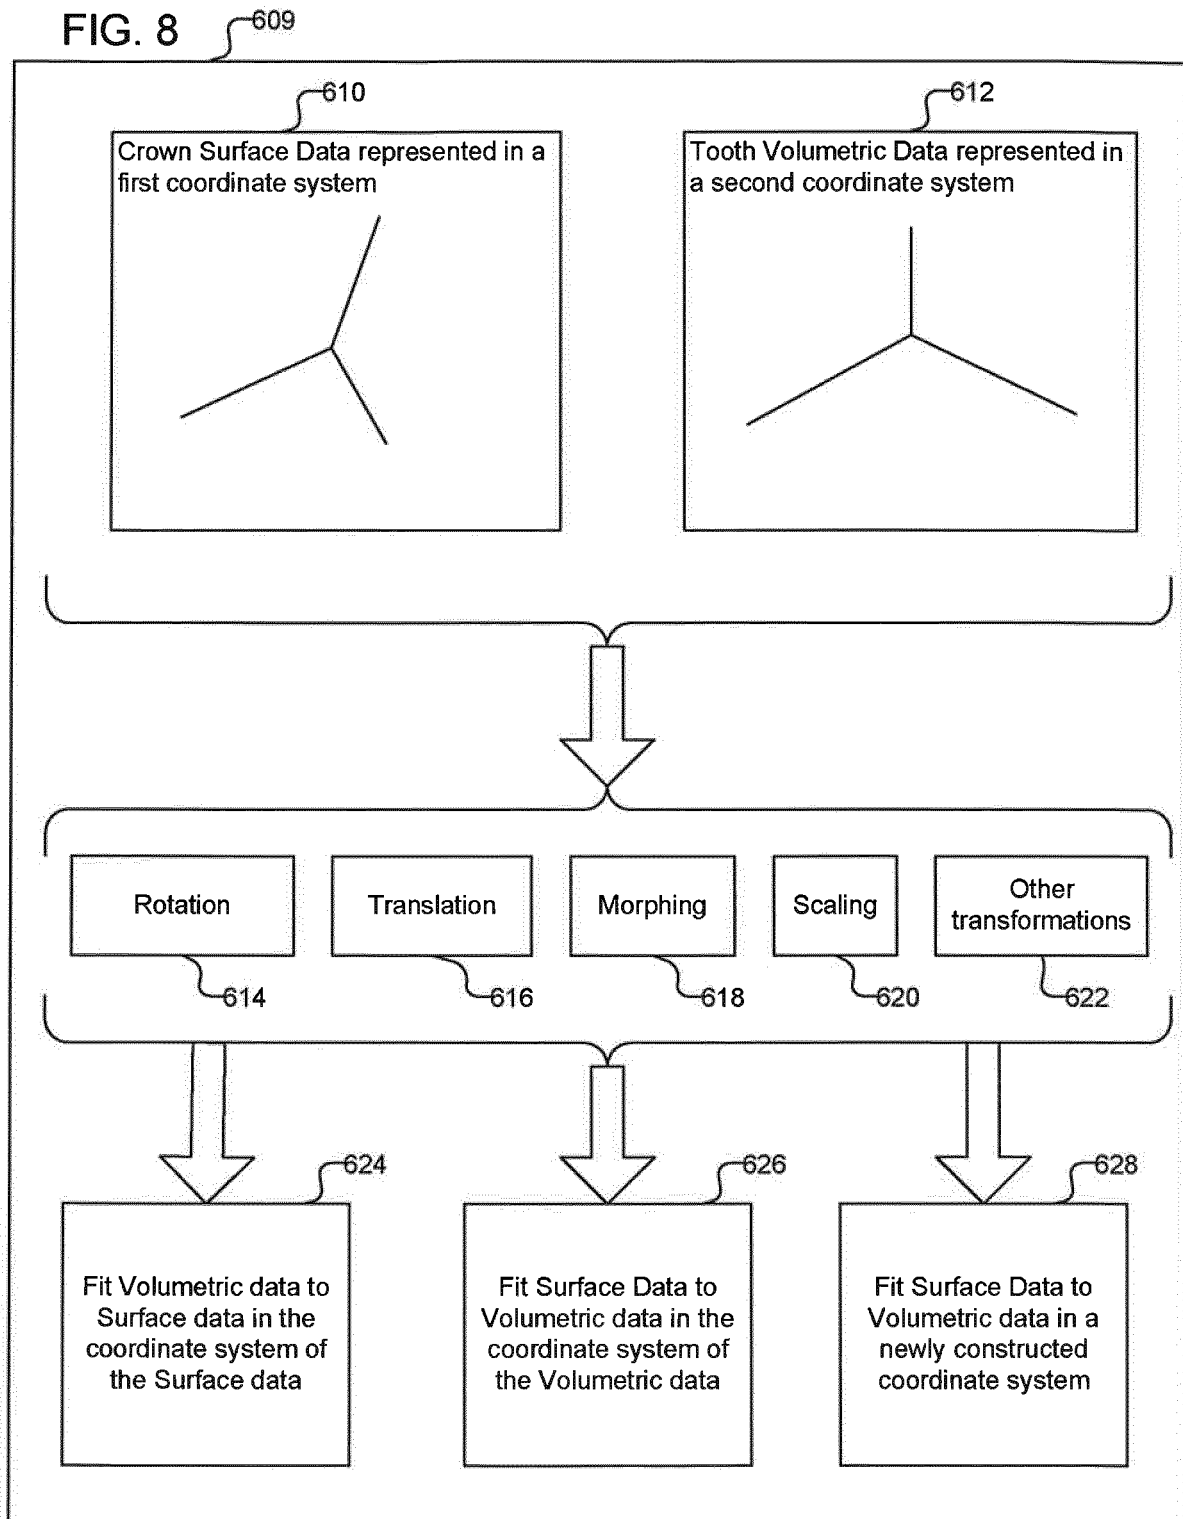 FIG. 8
609
610
612
Crown Surface Data represented in a
first coordinate system
Tooth Volumetric Data represented in
a second coordinate system
Rotation
Translation
Morphing
Scaling
Other
transformations
614
616
618
620
622
624
626
628
Fit Volumetric data to
Surface data in the
coordinate system of
the Surface data
Fit Surface Data to
Volumetric data in the
coordinate system of
the Volumetric data
Fit Surface Data to
Volumetric data in a
newly constructed
coordinate system